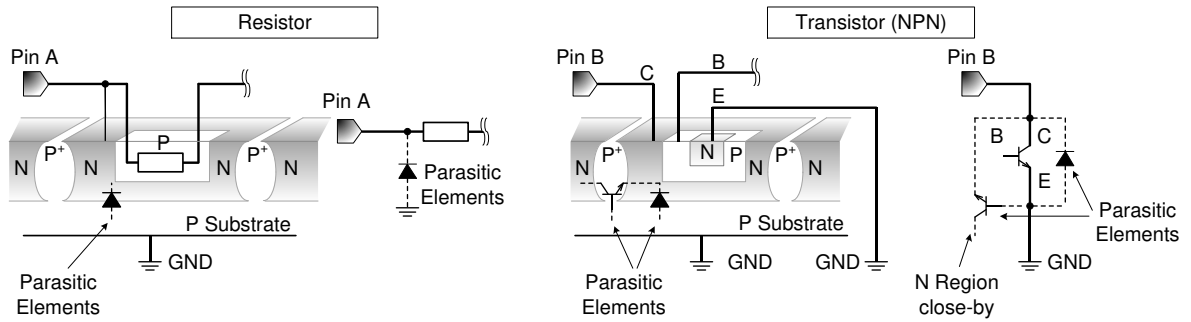 Resistor
Pin A
P
N
P+
N
P+
N
N
Parasitic
Elements
P Substrate
GND
Pin A
Parasitic
Elements
Transistor (NPN)
Pin B
C
B
E
N
P+
N
N
P
P+
N
N
P Substrate
Parasitic
Elements
GND
GND
Pin B
B
C
E
Parasitic
Elements
N Region
close-by
GND